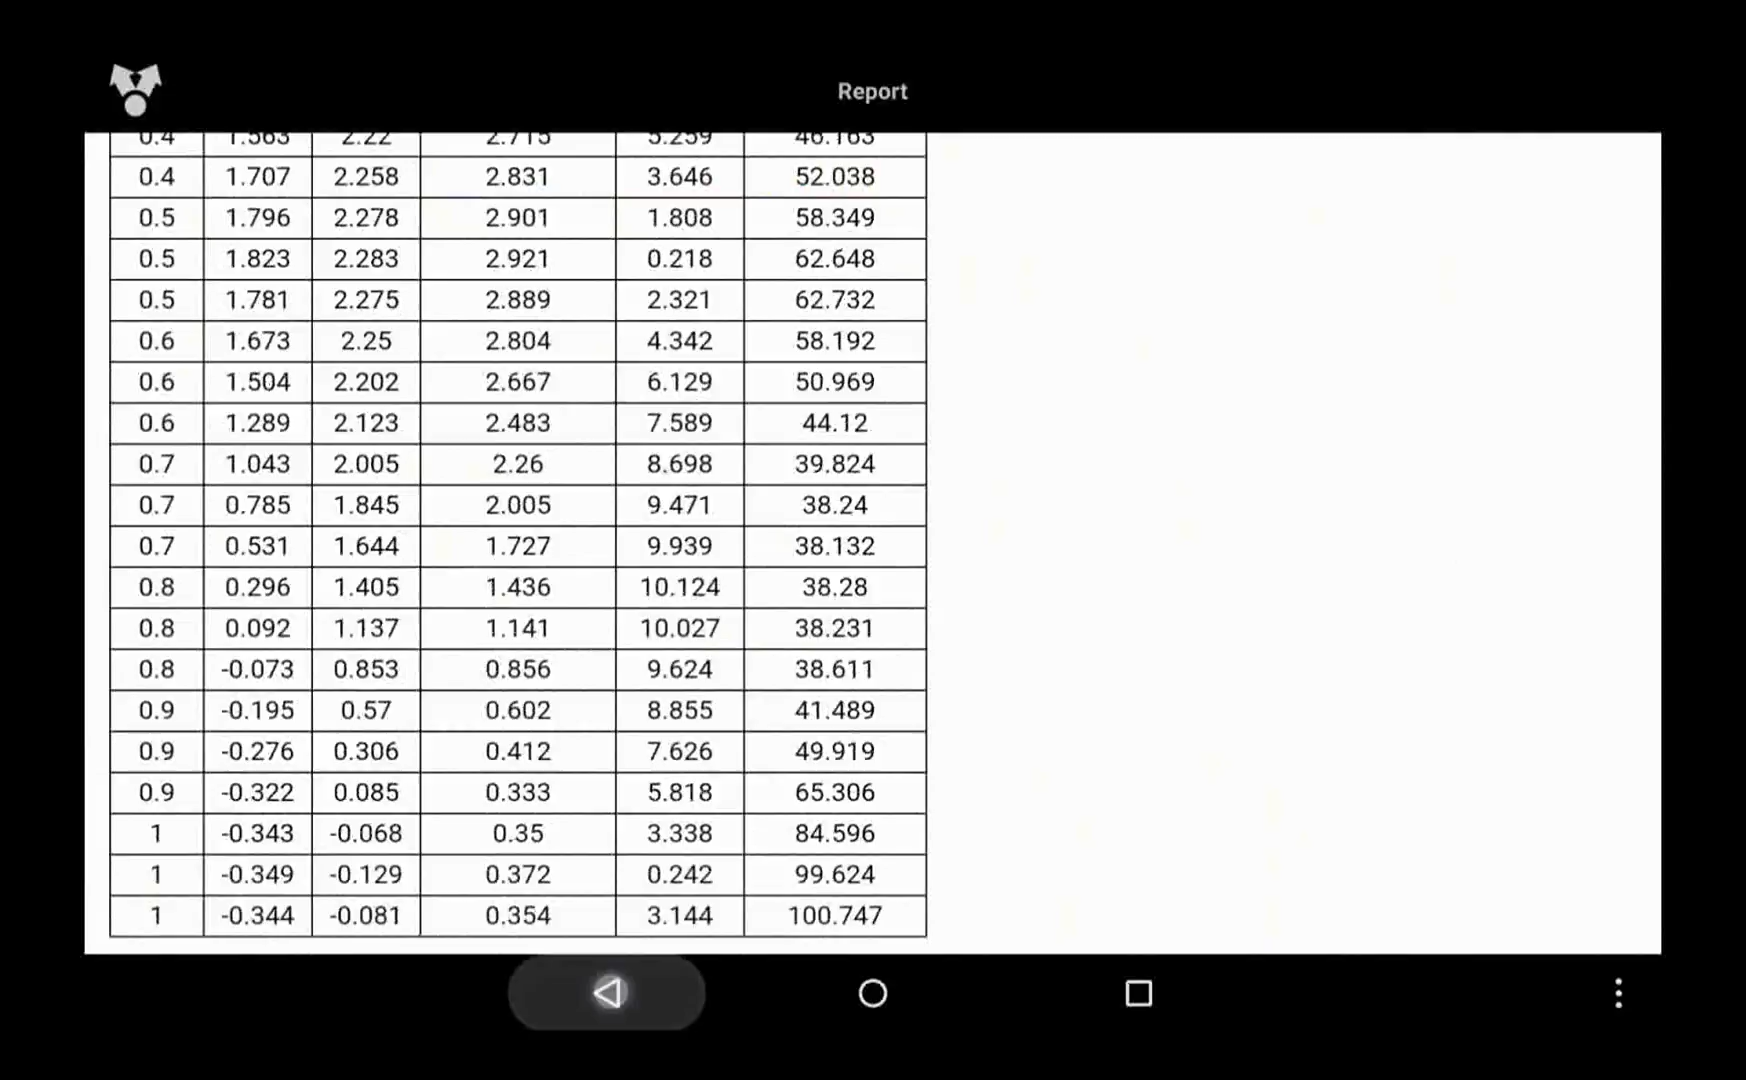 Report
0.4 1.563 2.22 2.715 5.259 46.163
0.4 1.707 2.258 2.831 3.646 52.038
0.5 1.796 2.278 2.901 1.808 58.349
0.5 1.823 2.283 2.921 0.218 62.648
0.5 1.781 2.275 2.889 2.321 62.732
0.6 1.673 2.25 2.804 4.342 58.192
0.6 1.504 2.202 2.667 6.129 50.969
0.6 1.289 2.123 2.483 7.589 44.12
0.7 1.043 2.005 2.26 8.698 39.824
0.7 0.785 1.845 2.005 9.471 38.24
0.7 0.531 1.644 1.727 9.939 38.132
0.8 0.296 1.405 1.436 10.124 38.28
0.8 0.092 1.137 1.141 10.027 38.231
0.8 -0.073 0.853 0.856 9.624 38.611
0.9 -0.195 0.57 0.602 8.855 41.489
0.9 -0.276 0.306 0.412 7.626 49.919
0.9 -0.322 0.085 0.333 5.818 65.306
1 -0.343 -0.068 0.35 3.338 84.596
1 -0.349 -0.129 0.372 0.242 99.624
1 -0.344 -0.081 0.354 3.144 100.747